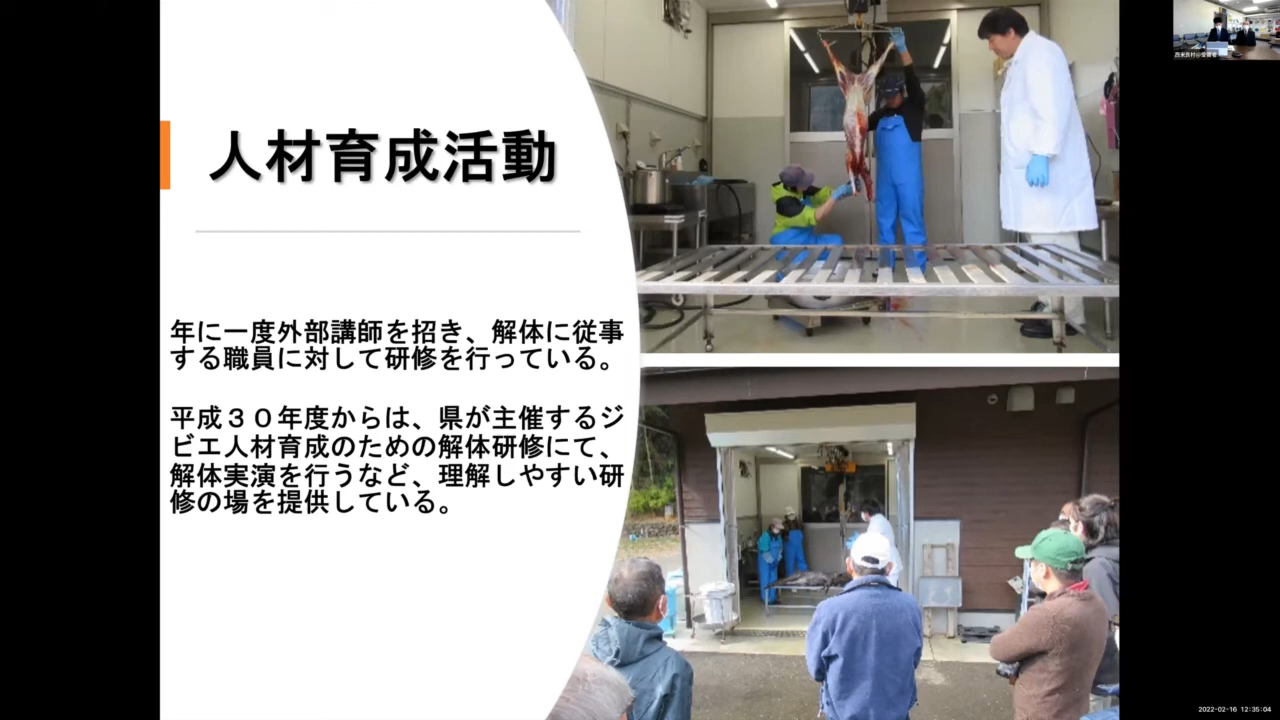 人材育成活動
年に一度外部講師を招き、解体に従事
する職員に対して研修を行っている。
平成３０年度からは、県が主催するジ
ビエ人材育成のための解体研修にて、
解体実演を行うなど、理解しやすい研
修の場を提供している。
2022-02-16 12:35:04